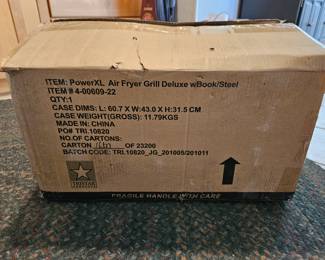 ITEM: PowerXL Air Fryer Grill Deluxe w/Book/Steel
ITEM #4-00609-22
QTY:1
CASE DIMS: L: 60.7 X W: 43.0 X H: 31.5 CM
CASE WEIGHT(GROSS): 11.79KGS
MADE IN: CHINA
PO# TRI.10820
NO.OF CARTONS:
CARTON OF 23200
BATCH CODE: TRI.10820_JG_201005/201011
TRISTAR
FRAGILE HANDLE WITH CARE